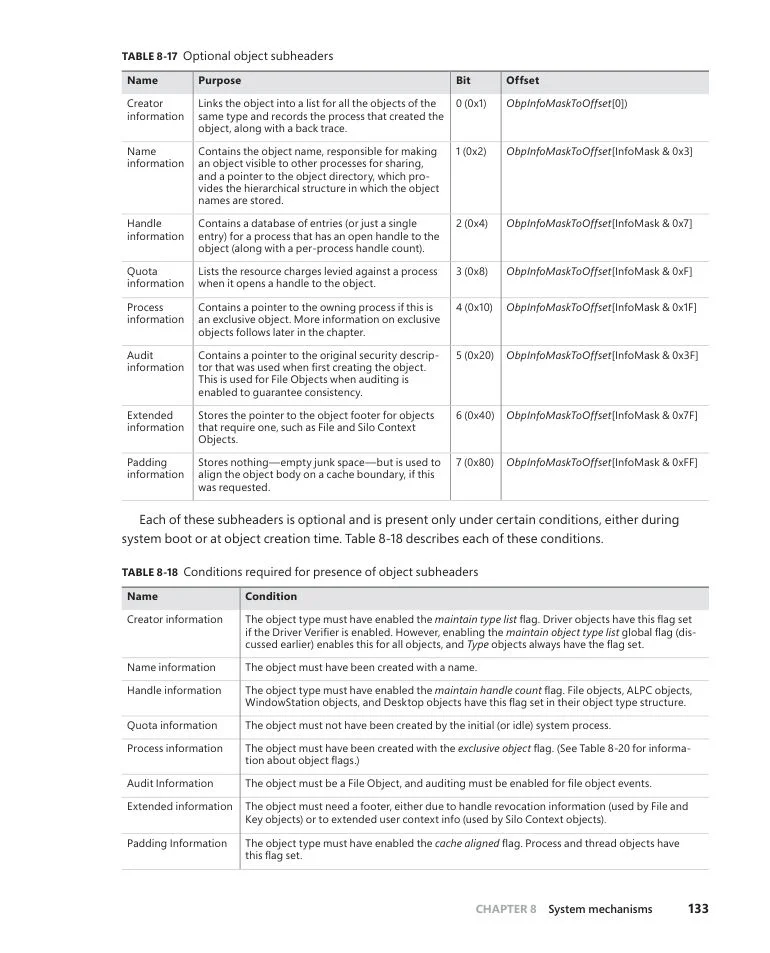 TABLE 8-17 Optional object subheaders
Name Purpose Bit Offset
Creator information Links the object into a list for all the objects of the 0 (0x1) ObpInfoMaskToOffset[0])
same type and records the process that created the
object, along with a back trace.
Name information Contains the object name, responsible for making 1 (0x2) ObpInfoMaskToOffset[InfoMask & 0x3]
an object visible to other processes for sharing,
and a pointer to the object directory, which pro-
vides the hierarchical structure in which the object
names are stored.
Handle information Contains a database of entries (or just a single 2 (0x4) ObpInfoMaskToOffset[InfoMask & 0x7]
entry) for a process that has an open handle to the
object (along with a per-process handle count).
Quota information Lists the resource charges levied against a process 3 (0x8) ObpInfoMaskToOffset[InfoMask & 0xF]
when it opens a handle to the object.
Process information Contains a pointer to the owning process if this is 4 (0x10) ObpInfoMaskToOffset[InfoMask & 0x1F]
an exclusive object. More information on exclusive
objects follows later in the chapter.
Audit information Contains a pointer to the original security descrip- 5 (0x20) ObpInfoMaskToOffset[InfoMask & 0x3F]
tor that was used when first creating the object.
This is used for File Objects when auditing is
enabled to guarantee consistency.
Extended information Stores the pointer to the object footer for objects 6 (0x40) ObpInfoMaskToOffset[InfoMask & 0x7F]
that require one, such as File and Silo Context
Objects.
Padding information Stores nothing—empty junk space—but is used to 7 (0x80) ObpInfoMaskToOffset[InfoMask & 0xFF]
align the object body on a cache boundary, if this
was requested.
Each of these subheaders is optional and is present only under certain conditions, either during
system boot or at object creation time. Table 8-18 describes each of these conditions.
TABLE 8-18 Conditions required for presence of object subheaders
Name Condition
Creator information The object type must have enabled the maintain type list flag. Driver objects have this flag set
if the Driver Verifier is enabled. However, enabling the maintain object type list global flag (dis-
cussed earlier) enables this for all objects, and Type objects always have the flag set.
Name information The object must have been created with a name.
Handle information The object type must have enabled the maintain handle count flag. File objects, ALPC objects,
WindowStation objects, and Desktop objects have this flag set in their object type structure.
Quota information The object must not have been created by the initial (or idle) system process.
Process information The object must have been created with the exclusive object flag. (See Table 8-20 for informa-
tion about object flags.)
Audit Information The object must be a File Object, and auditing must be enabled for file object events.
Extended information The object must need a footer, either due to handle revocation information (used by File and
Key objects) or to extended user context info (used by Silo Context objects).
Padding Information The object type must have enabled the cache aligned flag. Process and thread objects have
this flag set.
CHAPTER 8 System mechanisms 133